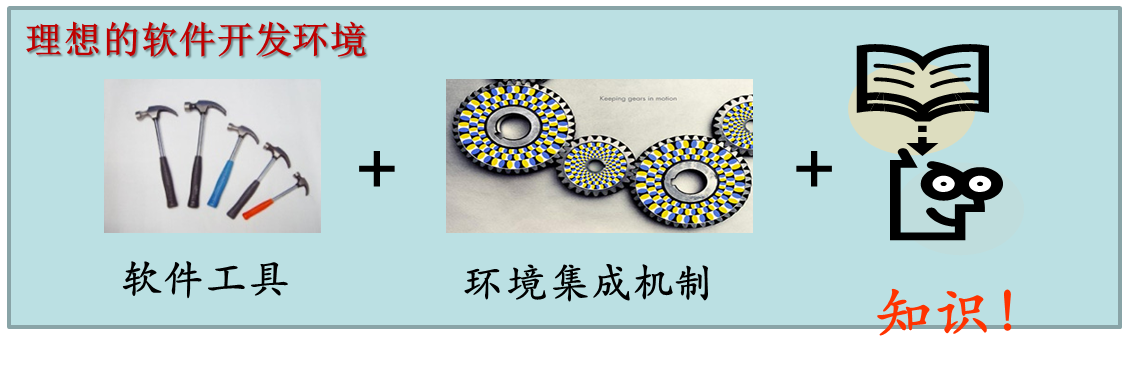 理想的软件开发环境
Keeping gears in motion
+
+
软件工具
环境集成机制
知识!